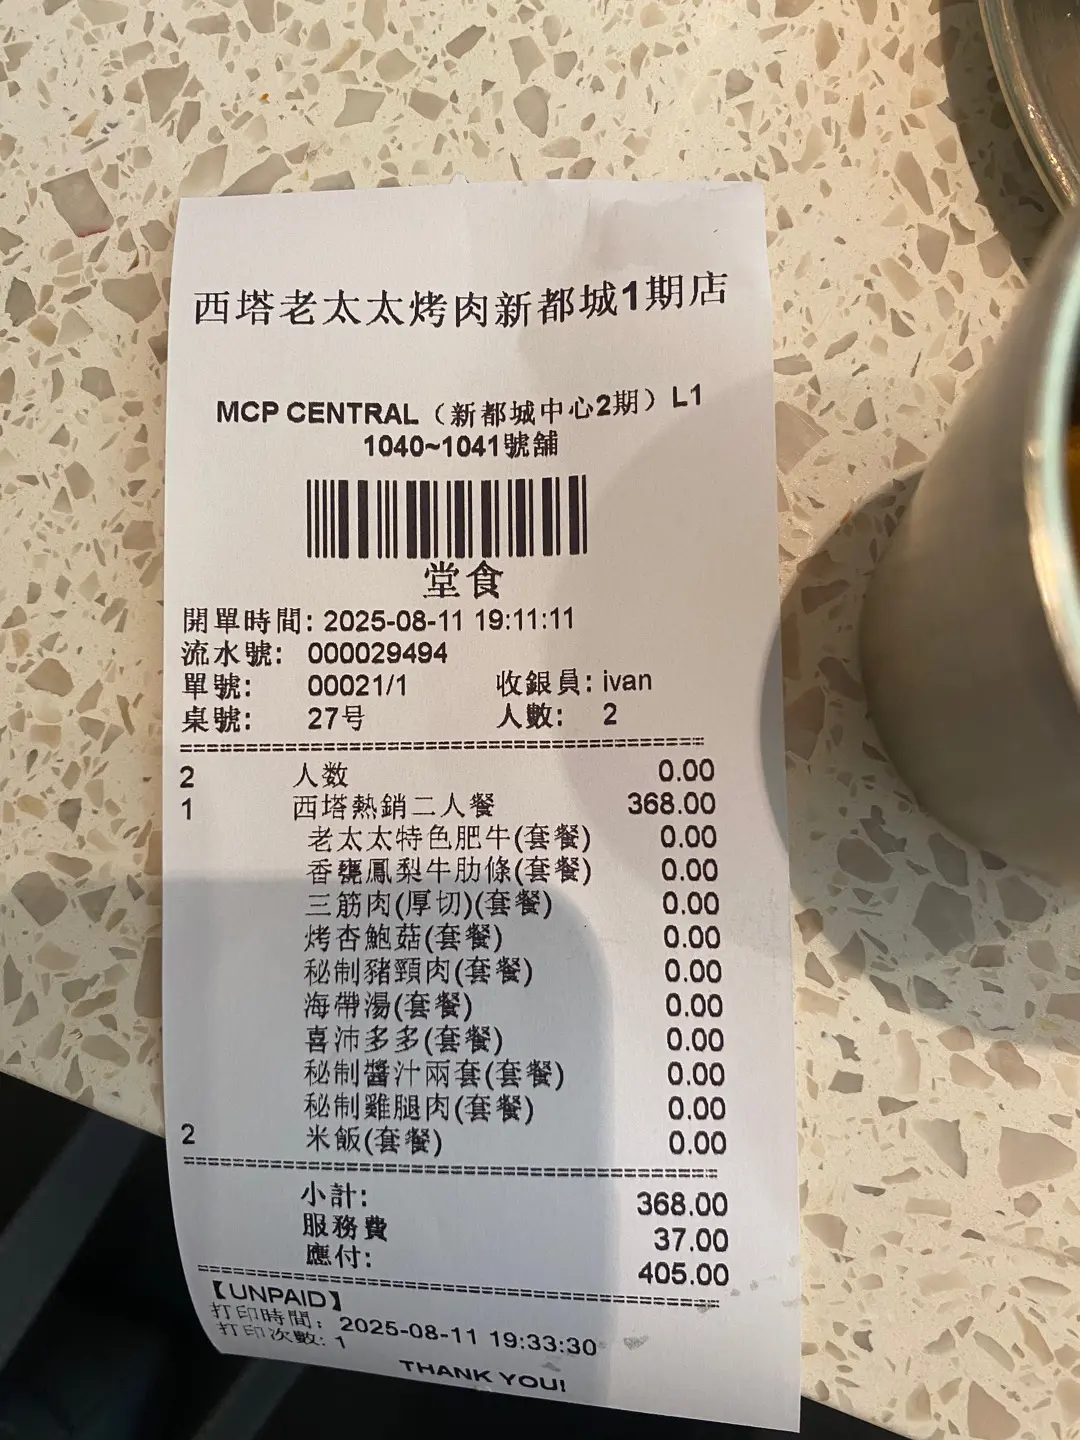 西塔老太太烤肉新都城1期店
MCP CENTRAL（新都城中心2期）L1
1040~1041號舖
堂食
開單時間: 2025-08-11 19:11:11
流水號: 000029494
單號: 00021/1 收銀員: ivan
桌號: 27号 人數: 2
2 人数 0.00
1 西塔熱銷二人餐 368.00
老太太特色肥牛(套餐) 0.00
香甕鳳梨牛肋條(套餐) 0.00
三筋肉(厚切)(套餐) 0.00
烤杏鮑菇(套餐) 0.00
秘制豬頸肉(套餐) 0.00
海帶湯(套餐) 0.00
喜沛多多(套餐) 0.00
秘制醬汁兩套(套餐) 0.00
秘制雞腿肉(套餐) 0.00
2 米飯(套餐) 0.00
小計: 368.00
服務費 37.00
應付: 405.00
【UNPAID】
打印時間: 2025-08-11 19:33:30
打印次數: 1
THANK YOU!